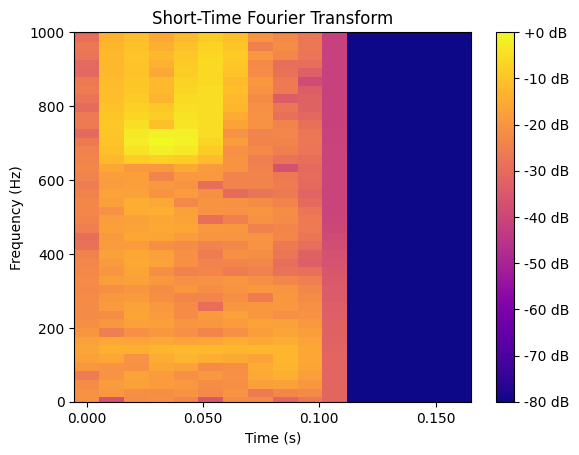 Short-Time Fourier Transform
Frequency (Hz)
1000
800
600
400
200
0
0.000
0.050
0.100
0.150
Time (s)
+0 dB
-10 dB
-20 dB
-30 dB
-40 dB
-50 dB
-60 dB
-70 dB
-80 dB